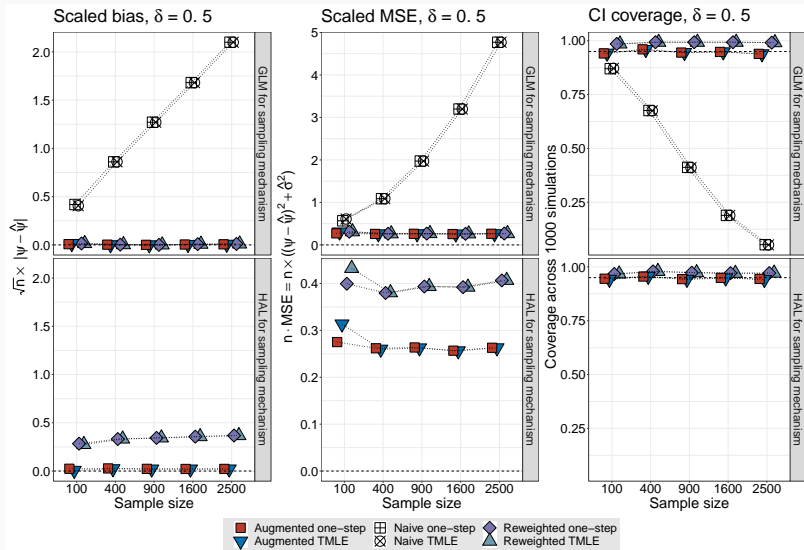 Scaled bias, δ = 0. 5
Scaled MSE, δ = 0. 5
CI coverage, δ = 0. 5
√n × |ψ - ψ̂|
2.0
1.5
1.0
0.5
0.0
GLM for sampling mechanism
2.0
1.5
1.0
0.5
0.0
HAL for sampling mechanism
100 400 900 1600 2500
Sample size
n · MSE = n × ((ψ - ψ̂)² + σ̂²)
5
4
3
2
1
0
GLM for sampling mechanism
0.4
0.3
0.2
0.1
0.0
HAL for sampling mechanism
100 400 900 1600 2500
Sample size
Coverage across 1000 simulations
1.00
0.75
0.50
0.25
GLM for sampling mechanism
1.00
0.75
0.50
0.25
HAL for sampling mechanism
100 400 900 1600 2500
Sample size
Augmented one-step Naive one-step Reweighted one-step
Augmented TMLE Naive TMLE Reweighted TMLE